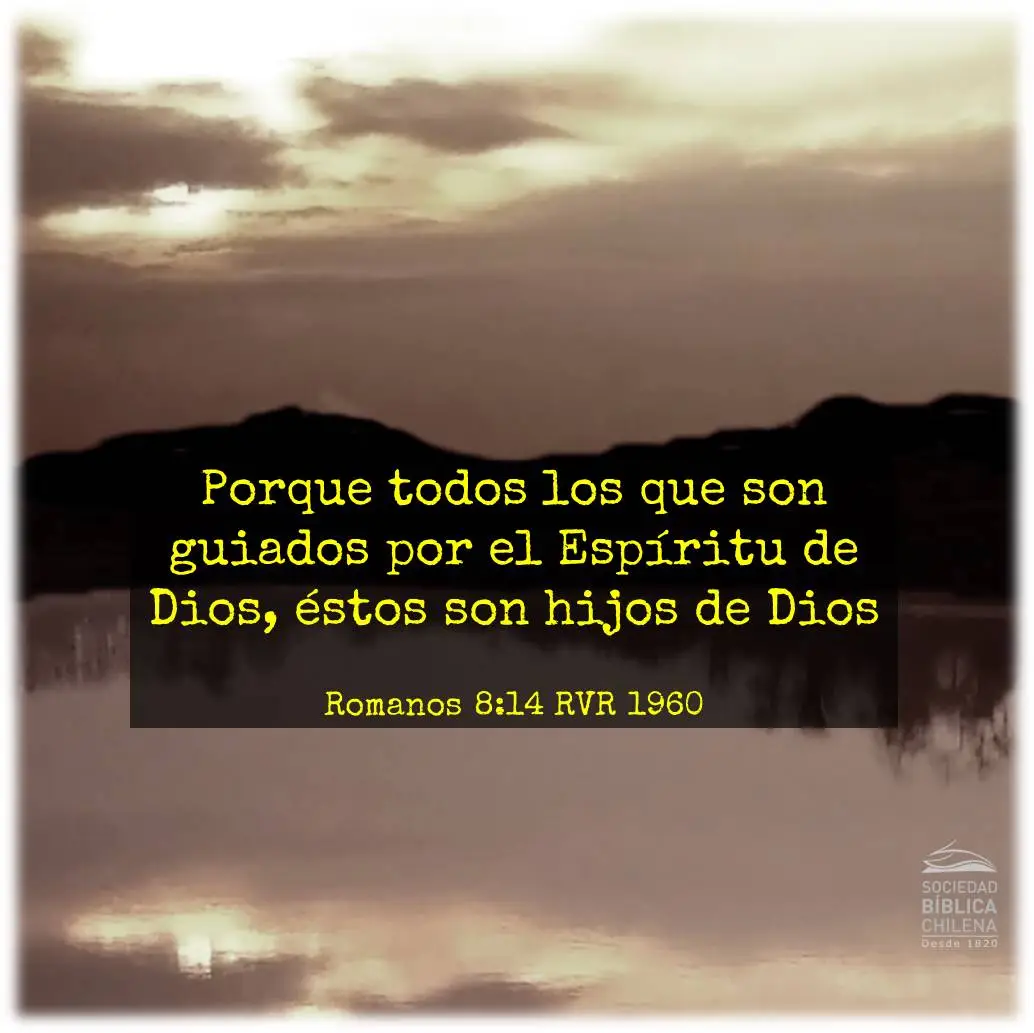 Porque todos los que son
guiados por el Espíritu de
Dios, éstos son hijos de Dios
Romanos 8:14 RVR 1960
SOCIEDAD
BÍBLICA
CHILENA
Desde 1820